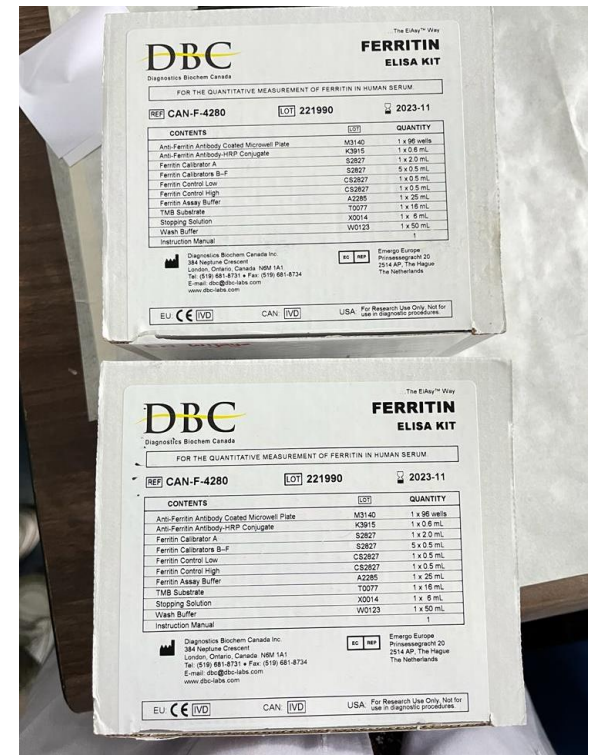 ...The EiAsy™ Way
DBC
Diagnostics Biochem Canada
FERRITIN
ELISA KIT
FOR THE QUANTITATIVE MEASUREMENT OF FERRITIN IN HUMAN SERUM.
REF CAN-F-4280 LOT 221990 2023-11
CONTENTS LOT QUANTITY
Anti-Ferritin Antibody Coated Microwell Plate M3140 1 x 96 wells
Anti-Ferritin Antibody-HRP Conjugate K3915 1 x 0.6 mL
Ferritin Calibrator A S2827 1 x 2.0 mL
Ferritin Calibrators B–F S2827 5 x 0.5 mL
Ferritin Control Low CS2827 1 x 0.5 mL
Ferritin Control High CS2827 1 x 0.5 mL
Ferritin Assay Buffer A2285 1 x 25 mL
TMB Substrate T0077 1 x 16 mL
Stopping Solution X0014 1 x 6 mL
Wash Buffer W0123 1 x 50 mL
Instruction Manual 1
Diagnostics Biochem Canada Inc.
384 Neptune Crescent
London, Ontario, Canada N6M 1A1
Tel: (519) 681-8731 • Fax: (519) 681-8734
E-mail: dbc@dbc-labs.com
www.dbc-labs.com
EC REP
Emergo Europe
Prinsessegracht 20
2514 AP, The Hague
The Netherlands
EU: CE IVD CAN: IVD USA: For Research Use Only. Not for
use in diagnostic procedures.
...The EiAsy™ Way
DBC
Diagnostics Biochem Canada
FERRITIN
ELISA KIT
FOR THE QUANTITATIVE MEASUREMENT OF FERRITIN IN HUMAN SERUM.
REF CAN-F-4280 LOT 221990 2023-11
CONTENTS LOT QUANTITY
Anti-Ferritin Antibody Coated Microwell Plate M3140 1 x 96 wells
Anti-Ferritin Antibody-HRP Conjugate K3915 1 x 0.6 mL
Ferritin Calibrator A S2827 1 x 2.0 mL
Ferritin Calibrators B–F S2827 5 x 0.5 mL
Ferritin Control Low CS2827 1 x 0.5 mL
Ferritin Control High CS2827 1 x 0.5 mL
Ferritin Assay Buffer A2285 1 x 25 mL
TMB Substrate T0077 1 x 16 mL
Stopping Solution X0014 1 x 6 mL
Wash Buffer W0123 1 x 50 mL
Instruction Manual 1
Diagnostics Biochem Canada Inc.
384 Neptune Crescent
London, Ontario, Canada N6M 1A1
Tel: (519) 681-8731 • Fax: (519) 681-8734
E-mail: dbc@dbc-labs.com
www.dbc-labs.com
EC REP
Emergo Europe
Prinsessegracht 20
2514 AP, The Hague
The Netherlands
EU: CE IVD CAN: IVD USA: For Research Use Only. Not for
use in diagnostic procedures.